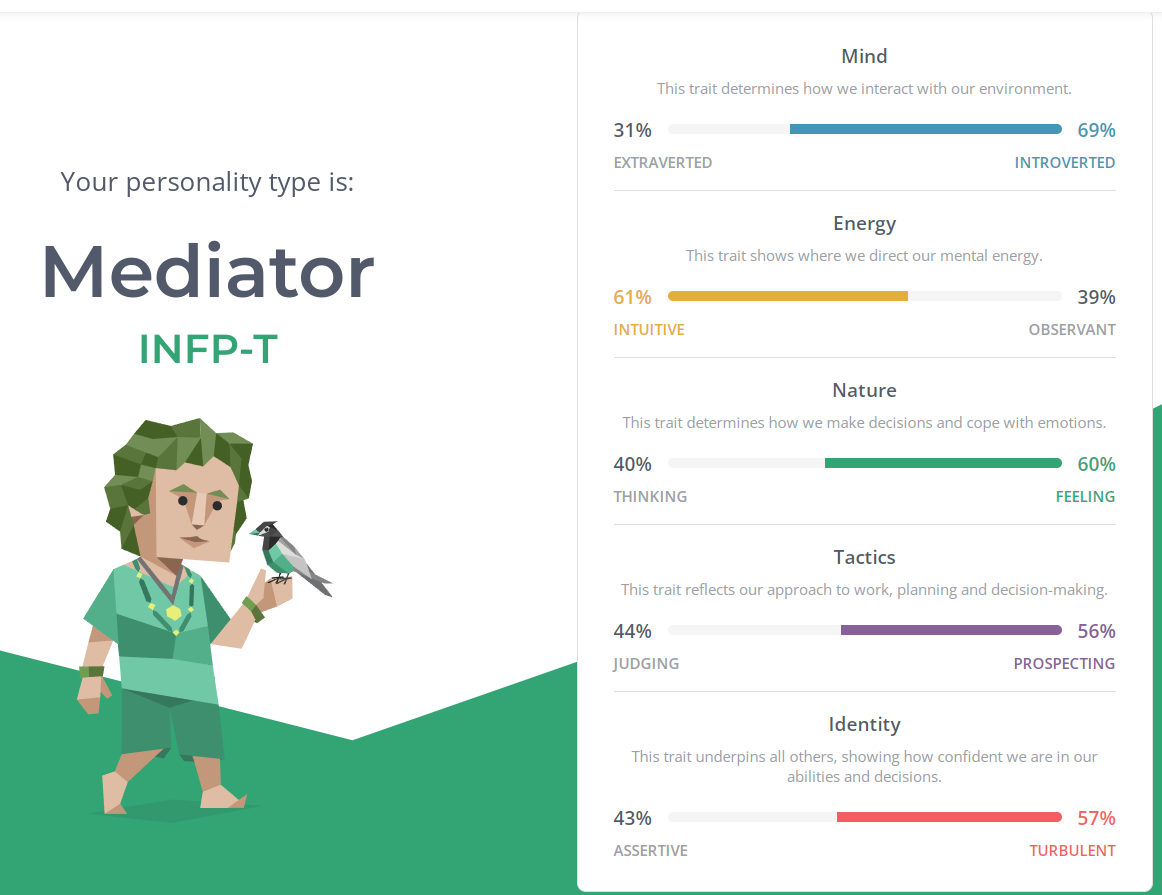 Your personality type is:
Mediator
INFP-T
Mind
This trait determines how we interact with our environment.
31% 69%
EXTRAVERTED INTROVERTED
Energy
This trait shows where we direct our mental energy.
61% 39%
INTUITIVE OBSERVANT
Nature
This trait determines how we make decisions and cope with emotions.
40% 60%
THINKING FEELING
Tactics
This trait reflects our approach to work, planning and decision-making.
44% 56%
JUDGING PROSPECTING
Identity
This trait underpins all others, showing how confident we are in our
abilities and decisions.
43% 57%
ASSERTIVE TURBULENT